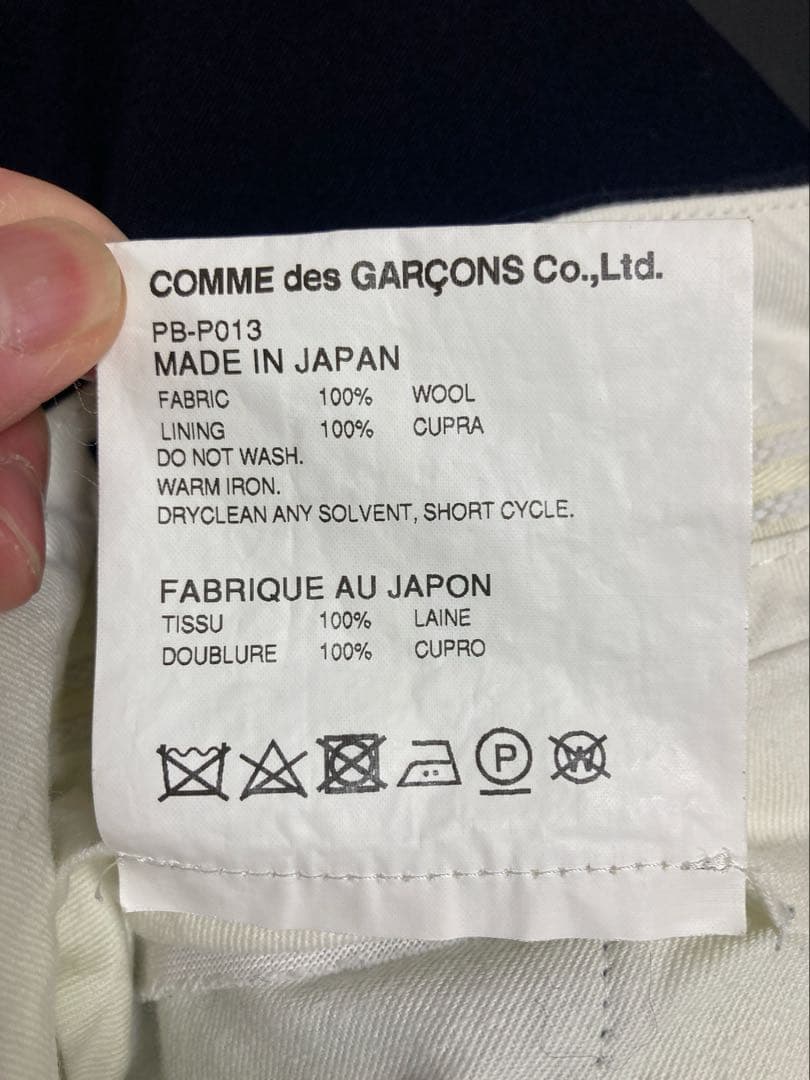 COMME des GARÇONS Co.,Ltd.
PB-P013
MADE IN JAPAN
FABRIC 100% WOOL
LINING 100% CUPRA
DO NOT WASH.
WARM IRON.
DRYCLEAN ANY SOLVENT, SHORT CYCLE.
FABRIQUE AU JAPON
TISSU 100% LAINE
DOUBLURE 100% CUPRO
P W